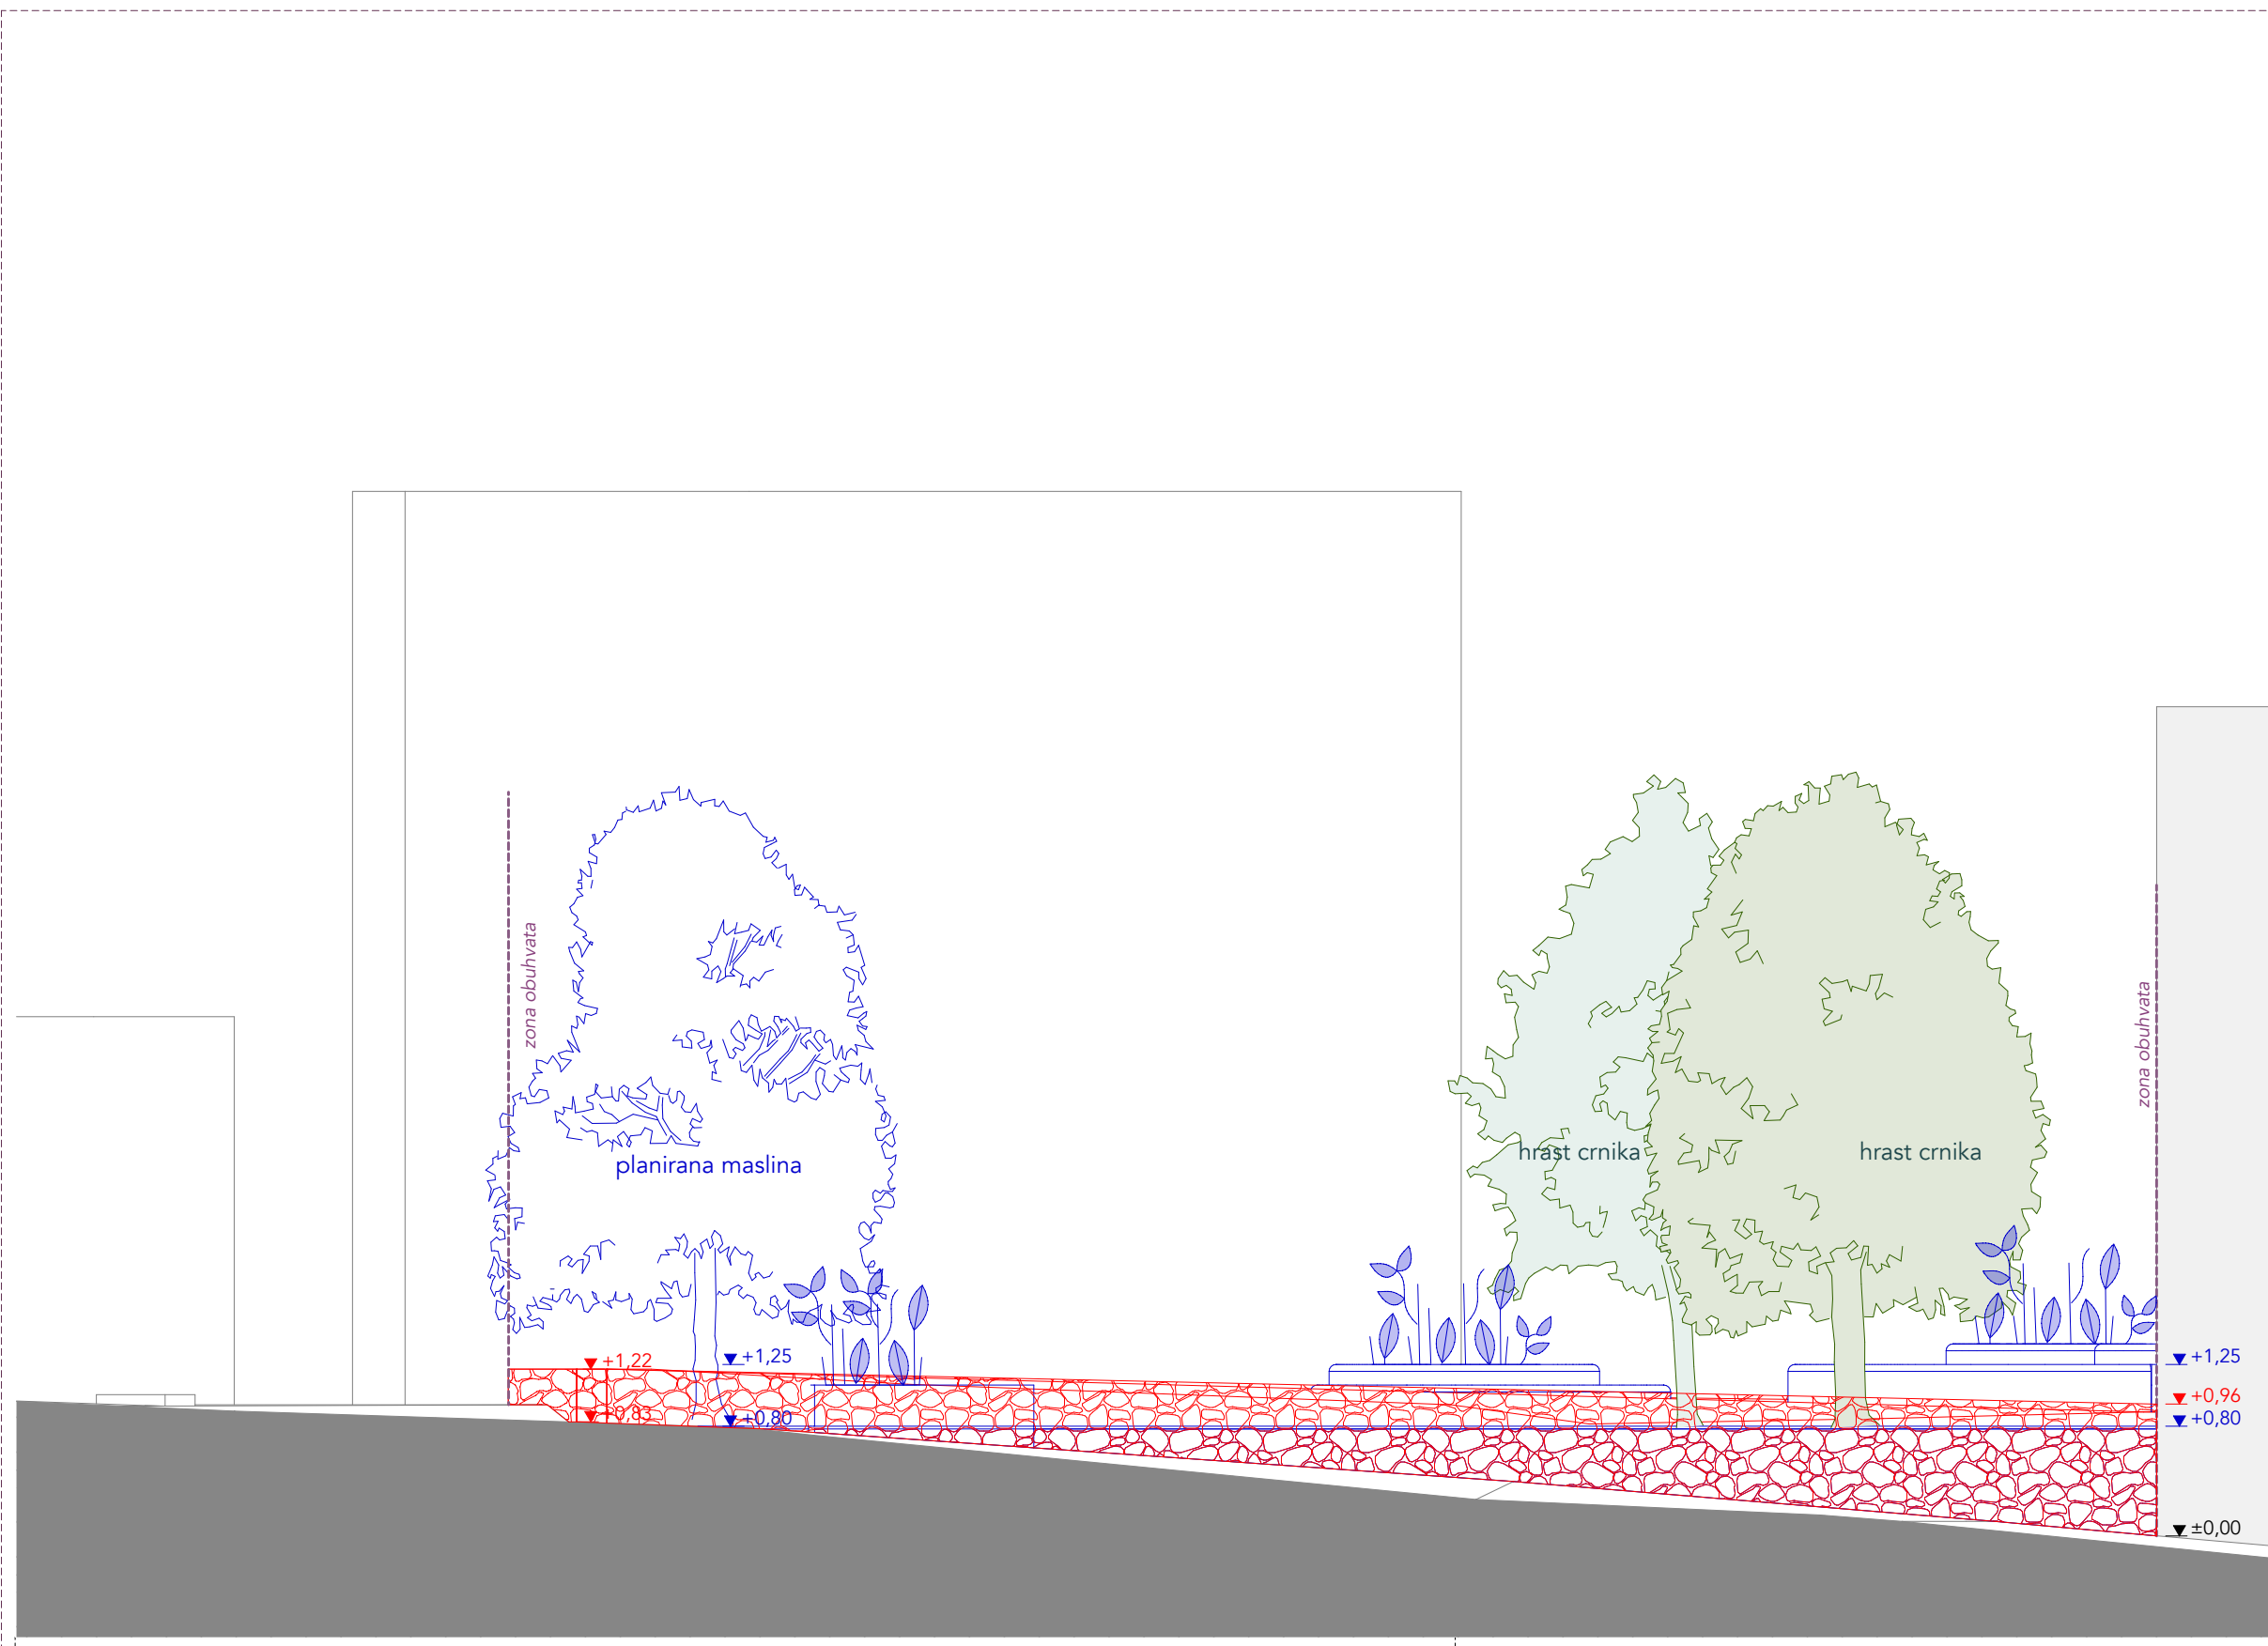 zona obuhvata
zona obuhvata
planirana maslina
hrast crnika
hrast crnika
+1,22
+1,25
+0,83
+0,80
+1,25
+0,96
+0,80
±0,00